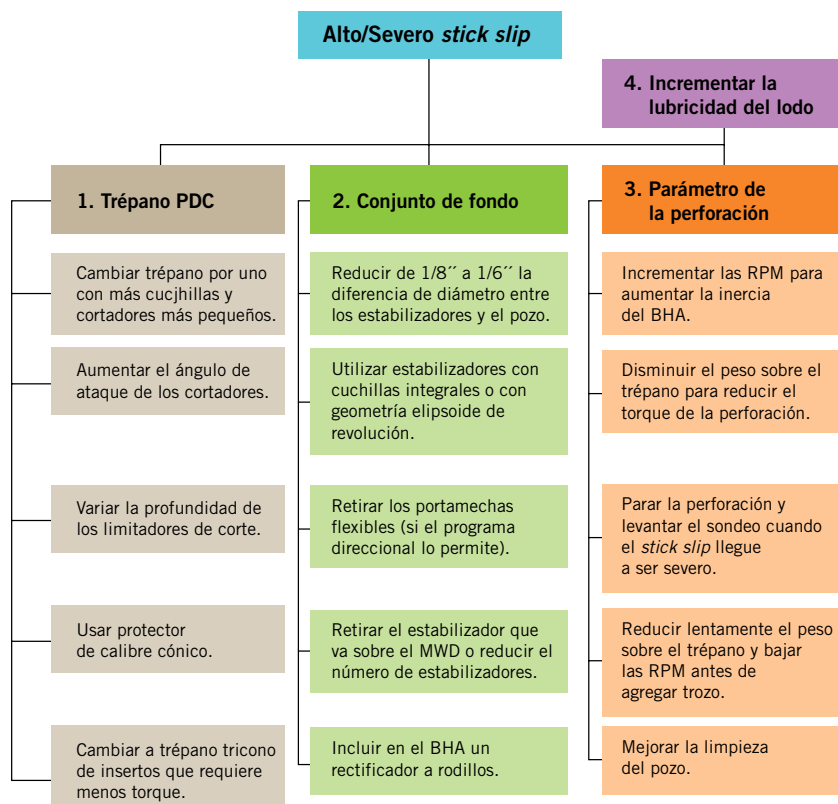 Alto/Severo stick slip
4. Incrementar la
lubricidad del lodo
1. Trépano PDC
Cambiar trépano por uno
con más cucjhillas y
cortadores más pequeños.
Aumentar el ángulo de
ataque de los cortadores.
Variar la profundidad de
los limitadores de corte.
Usar protector
de calibre cónico.
Cambiar a trépano tricono
de insertos que requiere
menos torque.
2. Conjunto de fondo
Reducir de 1/8´´ a 1/6´´ la
diferencia de diámetro entre
los estabilizadores y el pozo.
Utilizar estabilizadores con
cuchillas integrales o con
geometría elipsoide de
revolución.
Retirar los portamechas
flexibles (si el programa
direccional lo permite).
Retirar el estabilizador que
va sobre el MWD o reducir el
número de estabilizadores.
Incluir en el BHA un
rectificador a rodillos.
3. Parámetro de
la perforación
Incrementar las RPM para
aumentar la inercia
del BHA.
Disminuir el peso sobre el
trépano para reducir el
torque de la perforación.
Parar la perforación y
levantar el sondeo cuando
el stick slip llegue
a ser severo.
Reducir lentamente el peso
sobre el trépano y bajar
las RPM antes de
agregar trozo.
Mejorar la limpieza
del pozo.